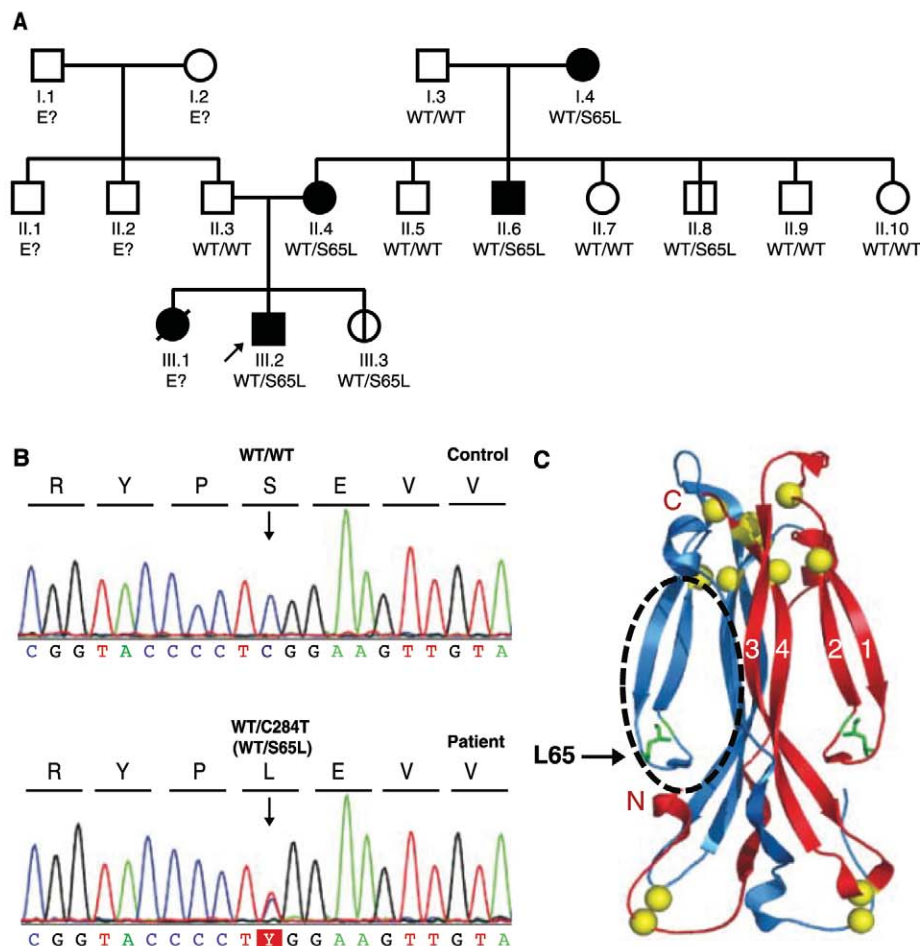 A
I.1
E?
I.2
E?
I.3
WT/WT
I.4
WT/S65L
II.1
E?
II.2
E?
II.3
WT/WT
II.4
WT/S65L
II.5
WT/WT
II.6
WT/S65L
II.7
WT/WT
II.8
WT/S65L
II.9
WT/WT
II.10
WT/WT
III.1
E?
III.2
WT/S65L
III.3
WT/S65L
B
WT/WT
Control
R Y P S E V V
C G G T A C C C C T C G G A A G T T G T A
WT/C284T
(WT/S65L)
Patient
R Y P L E V V
C G G T A C C C C T Y G G A A G T T G T A
C
C
3 4 2 1
L65
N